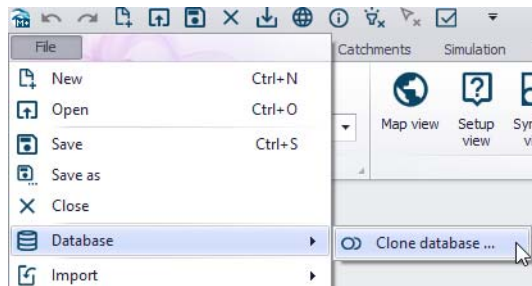 File
Catchments
Simulation
New Ctrl+N
Open Ctrl+O
Save Ctrl+S
Save as
Close
Database
Import
Map view
Setup view
Clone database ...